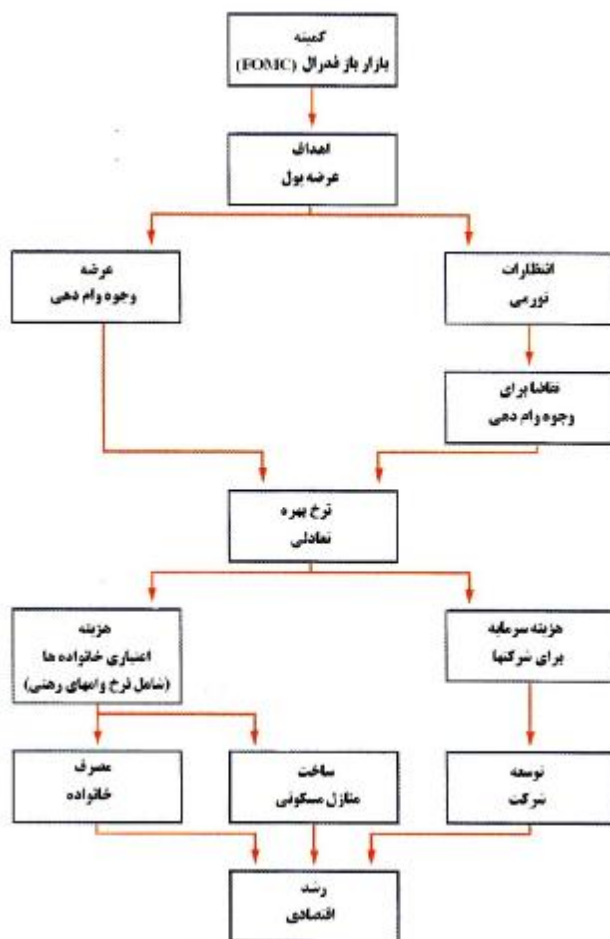 کمیته
بازار باز فدرال (FOMC)
اهداف
عرضه پول
عرضه
وجوه وام دهی
انتظارات
تورمی
تقاضا برای
وجوه وام دهی
نرخ بهره
تعادلی
هزینه
اعتباری خانواده ها
(شامل نرخ وامهای رهنی)
هزینه سرمایه
برای شرکتها
مصرف
خانواده
ساخت
منازل مسکونی
توسعه
شرکت
رشد
اقتصادی